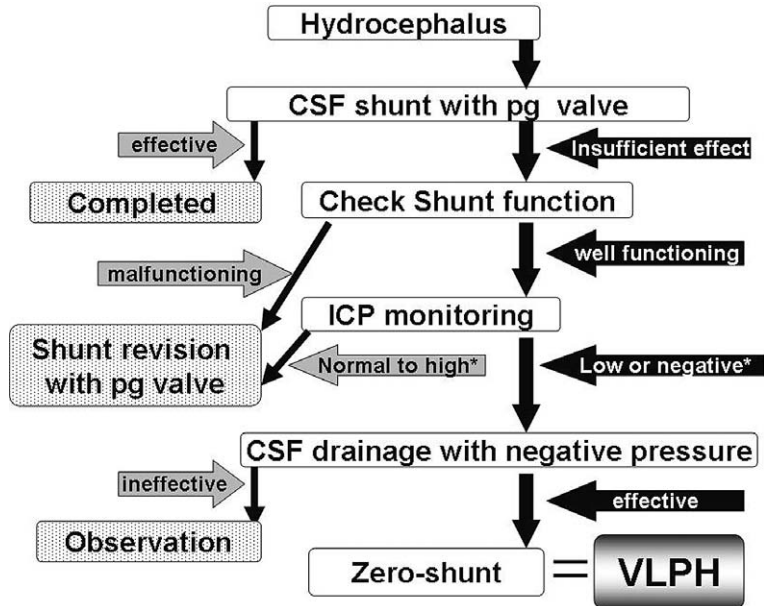 Hydrocephalus
CSF shunt with pg valve
effective
Insufficient effect
Completed
Check Shunt function
malfunctioning
well functioning
ICP monitoring
Shunt revision
with pg valve
Normal to high*
Low or negative*
CSF drainage with negative pressure
ineffective
effective
Observation
Zero-shunt = VLPH